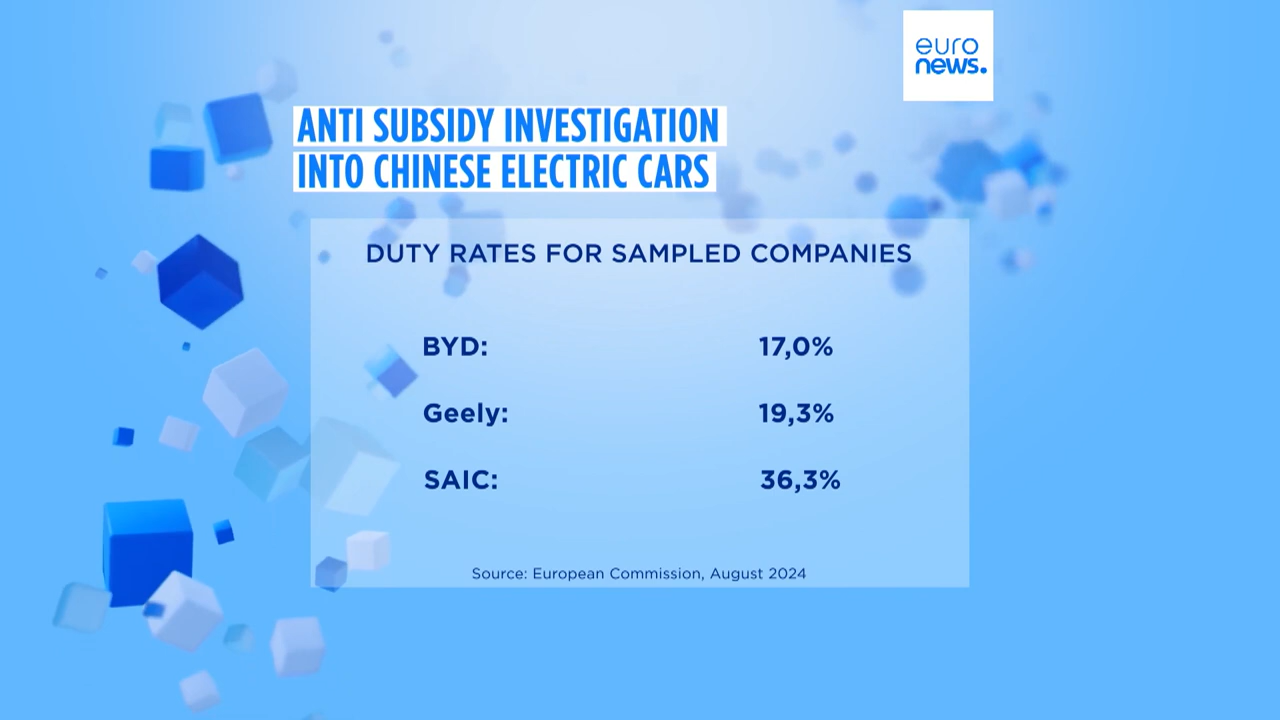 euro
news.
ANTI SUBSIDY INVESTIGATION
INTO CHINESE ELECTRIC CARS
DUTY RATES FOR SAMPLED COMPANIES
BYD: 17,0%
Geely: 19,3%
SAIC: 36,3%
Source: European Commission, August 2024